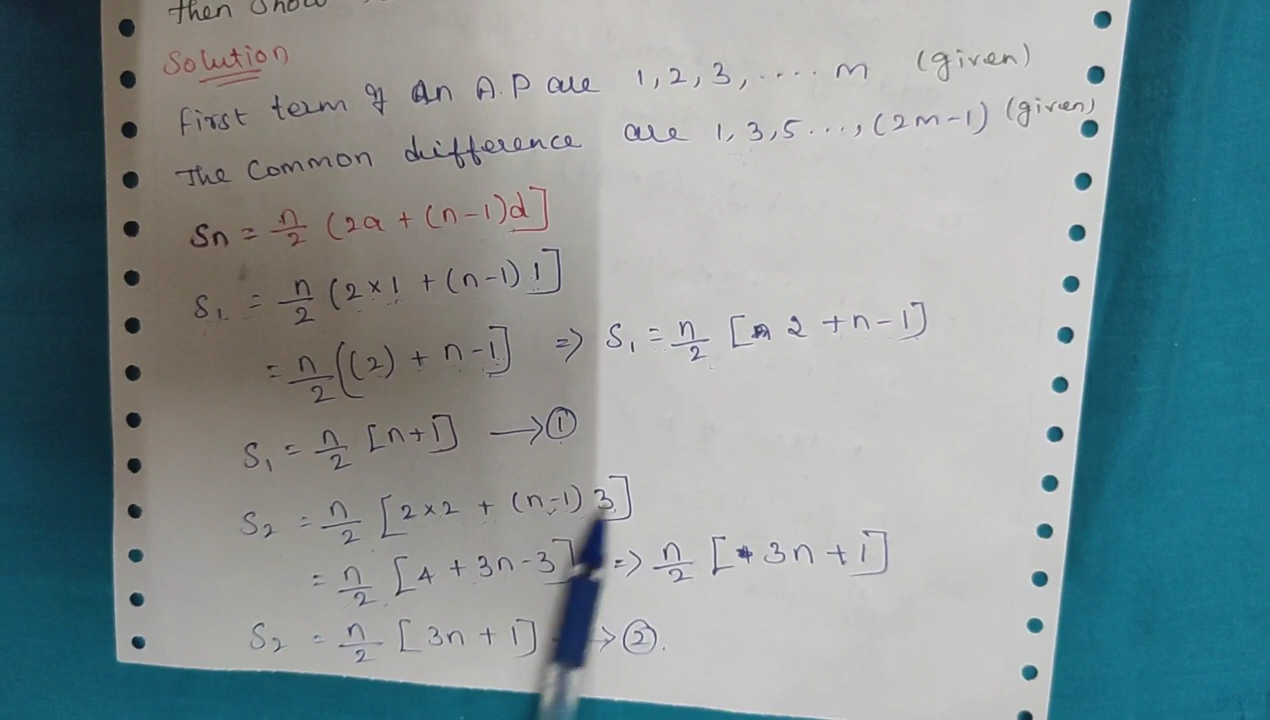 then show
Solution
First term of an A.P are 1, 2, 3, .... m (given)
The Common difference are 1, 3, 5 ..., (2m-1) (given)
Sn = n/2 (2a + (n-1)d]
S₁ = n/2 (2×1 + (n-1) 1]
= n/2 ((2) + n-1] => S₁ = n/2 [2 + n-1]
S₁ = n/2 [n+1] → ①
S₂ = n/2 [2×2 + (n-1) 3]
= n/2 [4 + 3n-3] => n/2 [3n+1]
S₂ = n/2 [3n+1] → ②.